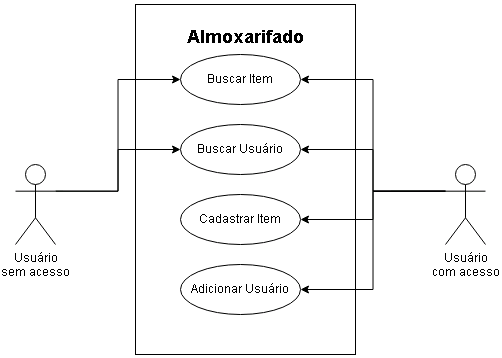 Almoxarifado
Buscar Item
Buscar Usuário
Cadastrar Item
Adicionar Usuário
Usuário
sem acesso
Usuário
com acesso